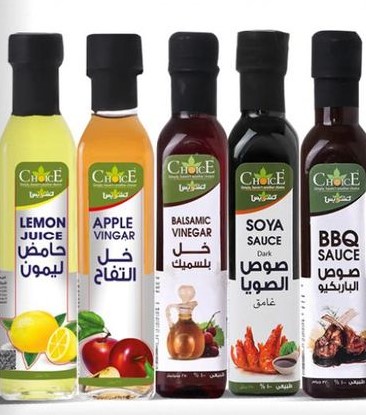 CHOICE
تشويس
LEMON
JUICE
حامض
ليمون
CHOICE
تشويس
APPLE
VINGAR
خل
التفاح
CHOICE
تشويس
BALSAMIC
VINEGAR
خل
بلسميك
CHOICE
تشويس
SOYA
SAUCE
Dark
صوص
الصويا
غامق
CHOICE
تشويس
BBQ
SAUCE
صوص
الباربكيو